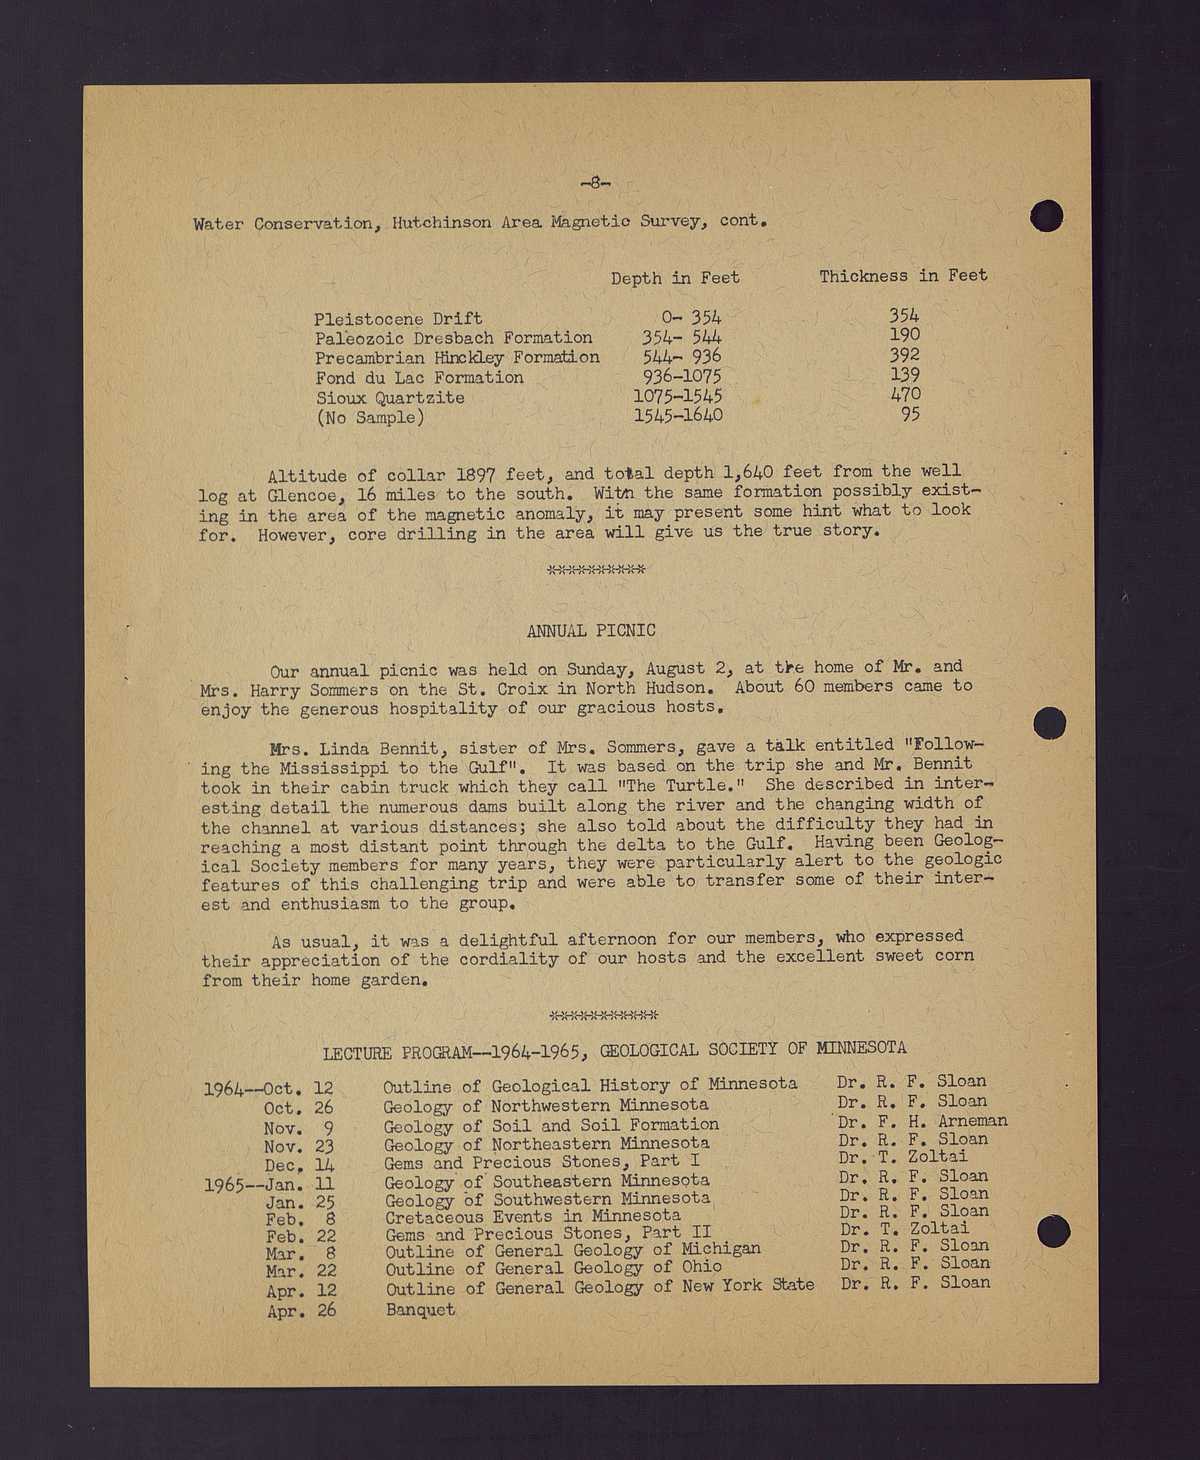 -8-
Water Conservation, Hutchinson Area Magnetic Survey, cont.
Depth in Feet Thickness in Feet
Pleistocene Drift 0- 354 354
Paleozoic Dresbach Formation 354- 544 190
Precambrian Hinckley Formation 544- 936 392
Fond du Lac Formation 936-1075 139
Sioux Quartzite 1075-1545 470
(No Sample) 1545-1640 95
Altitude of collar 1897 feet, and total depth 1,640 feet from the well
log at Glencoe, 16 miles to the south. With the same formation possibly exist-
ing in the area of the magnetic anomaly, it may present some hint what to look
for. However, core drilling in the area will give us the true story.
**********
ANNUAL PICNIC
Our annual picnic was held on Sunday, August 2, at the home of Mr. and
Mrs. Harry Sommers on the St. Croix in North Hudson. About 60 members came to
enjoy the generous hospitality of our gracious hosts.
Mrs. Linda Bennit, sister of Mrs. Sommers, gave a talk entitled "Follow-
ing the Mississippi to the Gulf". It was based on the trip she and Mr. Bennit
took in their cabin truck which they call "The Turtle." She described in inter-
esting detail the numerous dams built along the river and the changing width of
the channel at various distances; she also told about the difficulty they had in
reaching a most distant point through the delta to the Gulf. Having been Geolog-
ical Society members for many years, they were particularly alert to the geologic
features of this challenging trip and were able to transfer some of their inter-
est and enthusiasm to the group.
As usual, it was a delightful afternoon for our members, who expressed
their appreciation of the cordiality of our hosts and the excellent sweet corn
from their home garden.
***********
LECTURE PROGRAM--1964-1965, GEOLOGICAL SOCIETY OF MINNESOTA
1964--Oct. 12 Outline of Geological History of Minnesota Dr. R. F. Sloan
Oct. 26 Geology of Northwestern Minnesota Dr. R. F. Sloan
Nov. 9 Geology of Soil and Soil Formation Dr. F. H. Arneman
Nov. 23 Geology of Northeastern Minnesota Dr. R. F. Sloan
Dec. 14 Gems and Precious Stones, Part I Dr. T. Zoltai
1965--Jan. 11 Geology of Southeastern Minnesota Dr. R. F. Sloan
Jan. 25 Geology of Southwestern Minnesota Dr. R. F. Sloan
Feb. 8 Cretaceous Events in Minnesota Dr. R. F. Sloan
Feb. 22 Gems and Precious Stones, Part II Dr. T. Zoltai
Mar. 8 Outline of General Geology of Michigan Dr. R. F. Sloan
Mar. 22 Outline of General Geology of Ohio Dr. R. F. Sloan
Apr. 12 Outline of General Geology of New York State Dr. R. F. Sloan
Apr. 26 Banquet